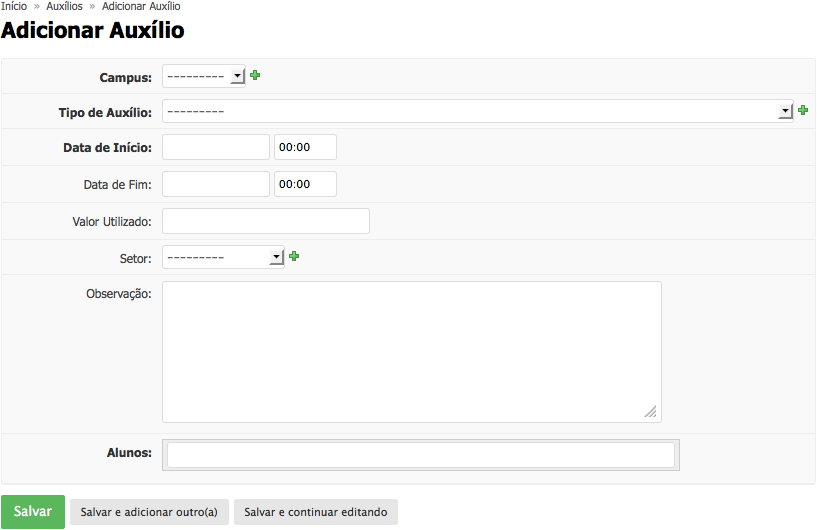 Início » Auxílios » Adicionar Auxílio
Adicionar Auxílio
Campus: ---------
Tipo de Auxílio: ---------
Data de Início: 00:00
Data de Fim: 00:00
Valor Utilizado:
Setor: ---------
Observação:
Alunos:
Salvar Salvar e adicionar outro(a) Salvar e continuar editando